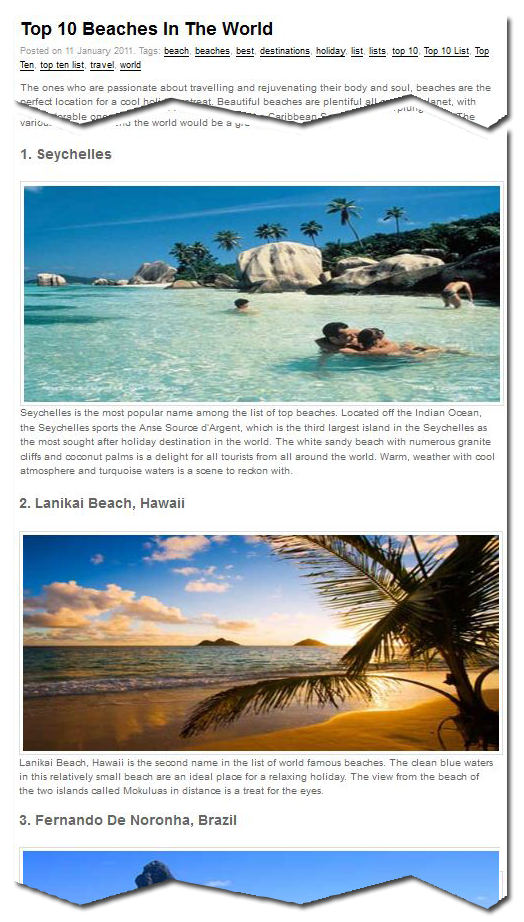 Top 10 Beaches In The World
Posted on 11 January 2011. Tags: beach, beaches, best, destinations, holiday, list, lists, top 10, Top 10 List, Top
Ten, top ten list, travel, world
The ones who are passionate about travelling and rejuvenating their body and soul, beaches are the
perfect location for a cool retreat. Beautiful beaches are plentiful all planet, with
Caribbean The
the world would be a
1. Seychelles
Seychelles is the most popular name among the list of top beaches. Located off the Indian Ocean,
the Seychelles sports the Anse Source d'Argent, which is the third largest island in the Seychelles as
the most sought after holiday destination in the world. The white sandy beach with numerous granite
cliffs and coconut palms is a delight for all tourists from all around the world. Warm, weather with cool
atmosphere and turquoise waters is a scene to reckon with.
2. Lanikai Beach, Hawaii
Lanikai Beach, Hawaii is the second name in the list of world famous beaches. The clean blue waters
in this relatively small beach are an ideal place for a relaxing holiday. The view from the beach of
the two islands called Mokuluas in distance is a treat for the eyes.
3. Fernando De Noronha, Brazil